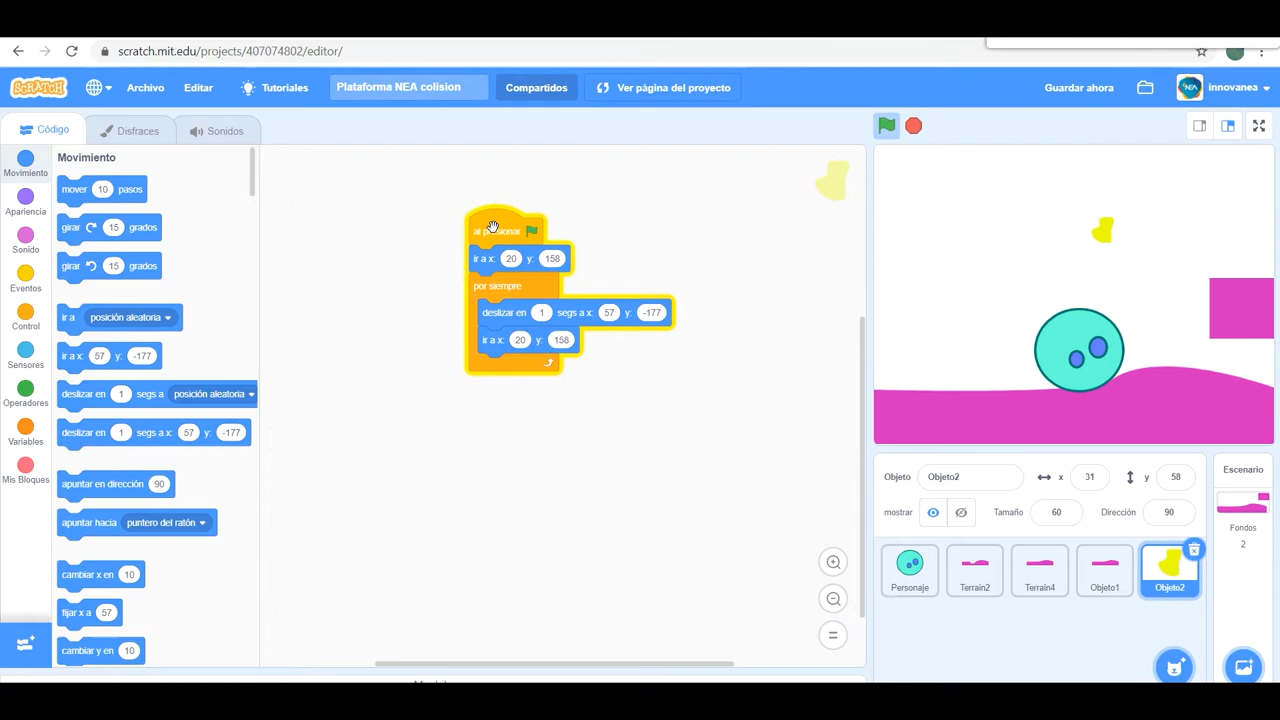 scratch.mit.edu/projects/407074802/editor/
SCRATCH Archivo Editar Tutoriales Plataforma NEA colision Compartidos Ver página del proyecto Guardar ahora NEA innovanea
Código Disfraces Sonidos
Movimiento
Apariencia
Sonido
Eventos
Control
Sensores
Operadores
Variables
Mis Bloques
Movimiento
mover 10 pasos
girar 15 grados
girar 15 grados
ir a posición aleatoria
ir a x: 57 y: -177
deslizar en 1 segs a posición aleatoria
deslizar en 1 segs a x: 57 y: -177
apuntar en dirección 90
apuntar hacia puntero del ratón
cambiar x en 10
fijar x a 57
cambiar y en 10
al presionar
ir a x: 20 y: 158
por siempre
deslizar en 1 segs a x: 57 y: -177
ir a x: 20 y: 158
Objeto Objeto2 x 31 y 58
mostrar Tamaño 60 Dirección 90
Personaje Terrain2 Terrain4 Objeto1 Objeto2
Escenario
Fondos
2